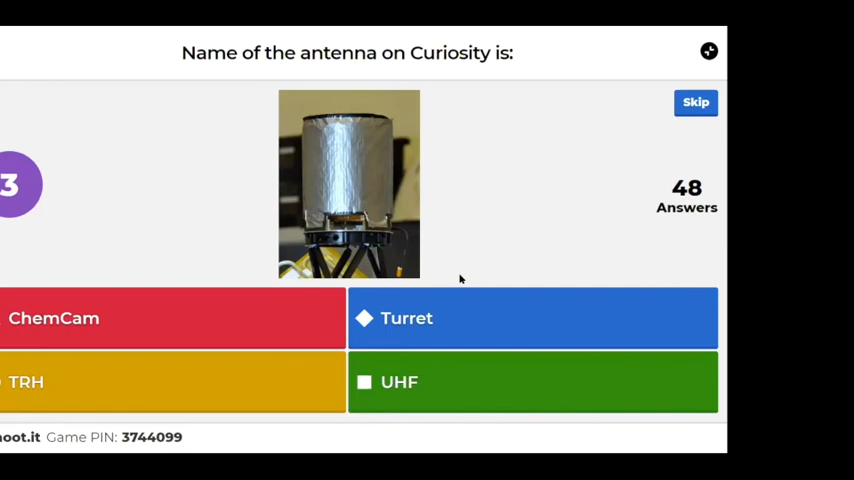 Name of the antenna on Curiosity is:
Skip
3
48
Answers
ChemCam
Turret
TRH
UHF
oot.it Game PIN: 3744099